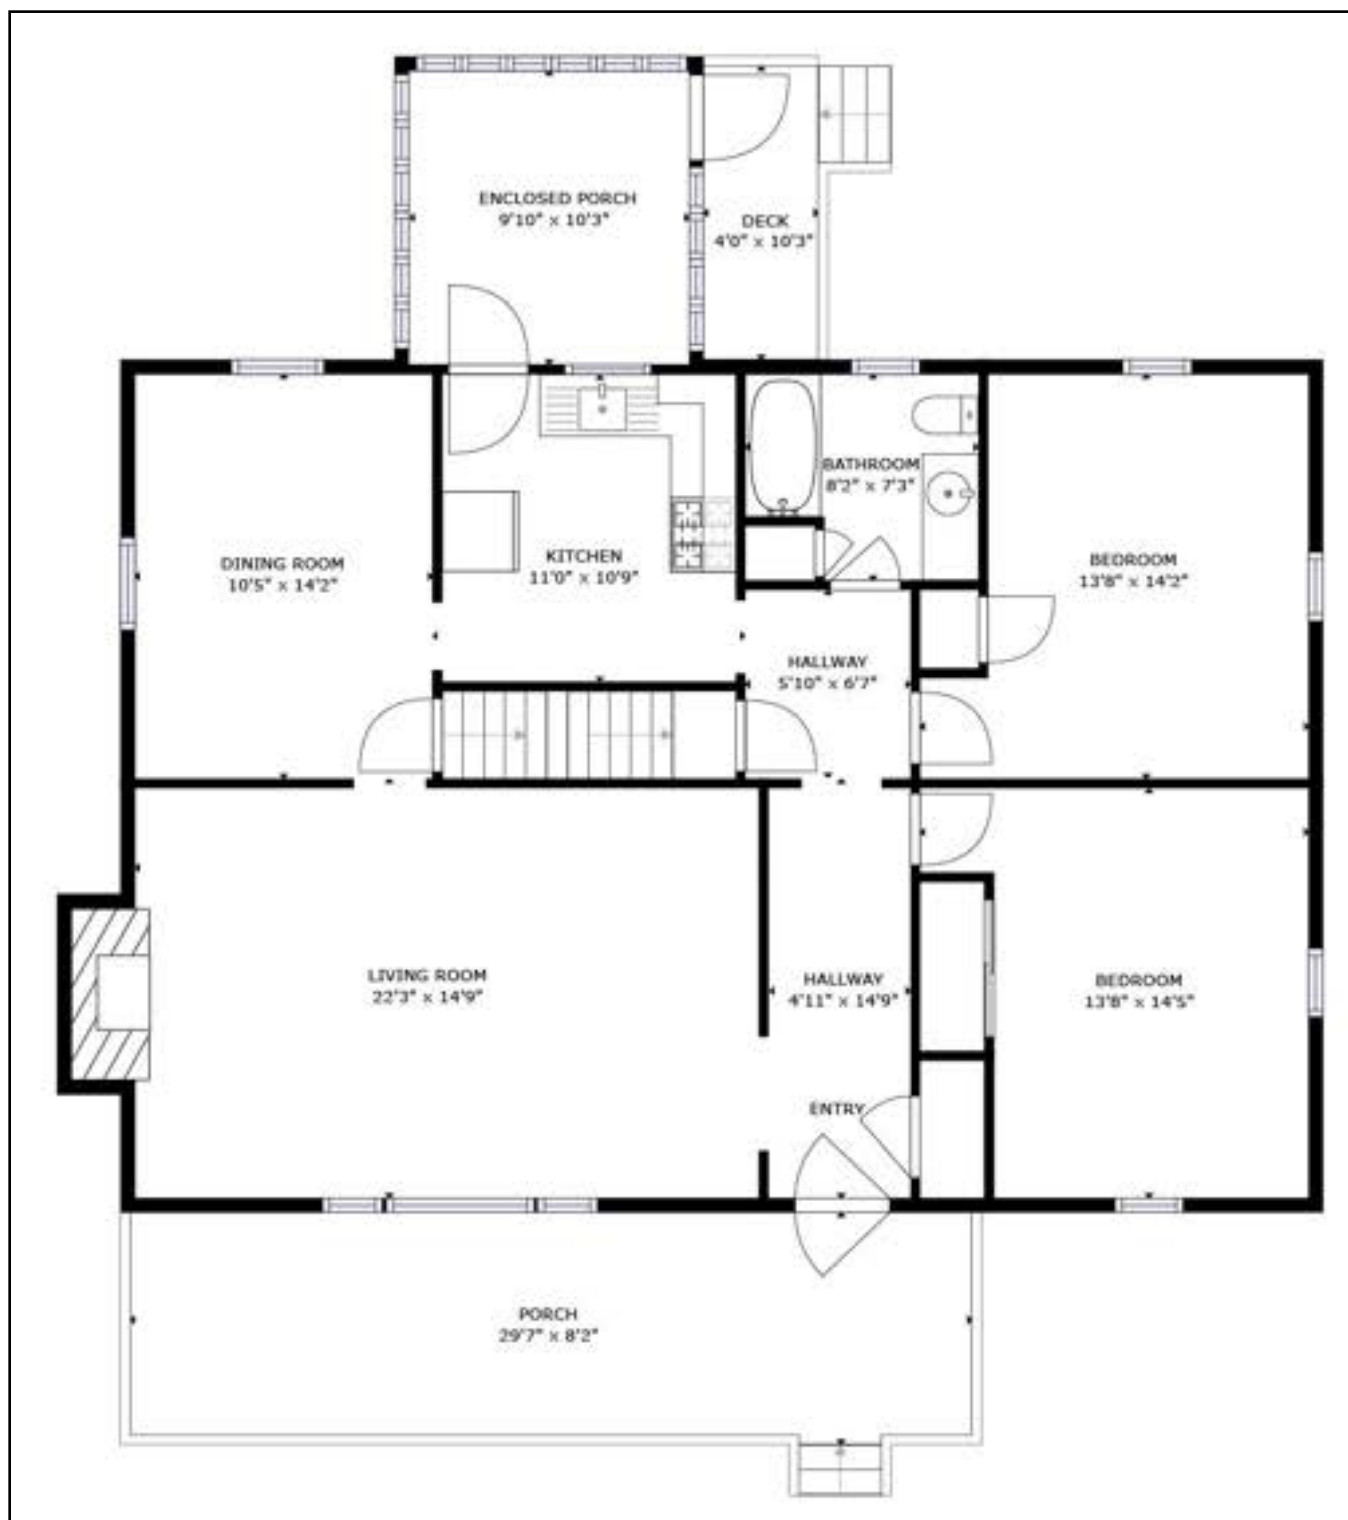 ENCLOSED PORCH
9'10" x 10'3"
DECK
4'0" x 10'3"
BATHROOM
8'2" x 7'3"
DINING ROOM
10'5" x 14'2"
KITCHEN
11'0" x 10'9"
BEDROOM
13'8" x 14'2"
HALLWAY
5'10" x 6'7"
LIVING ROOM
22'3" x 14'9"
HALLWAY
4'11" x 14'9"
BEDROOM
13'8" x 14'5"
ENTRY
PORCH
29'7" x 8'2"